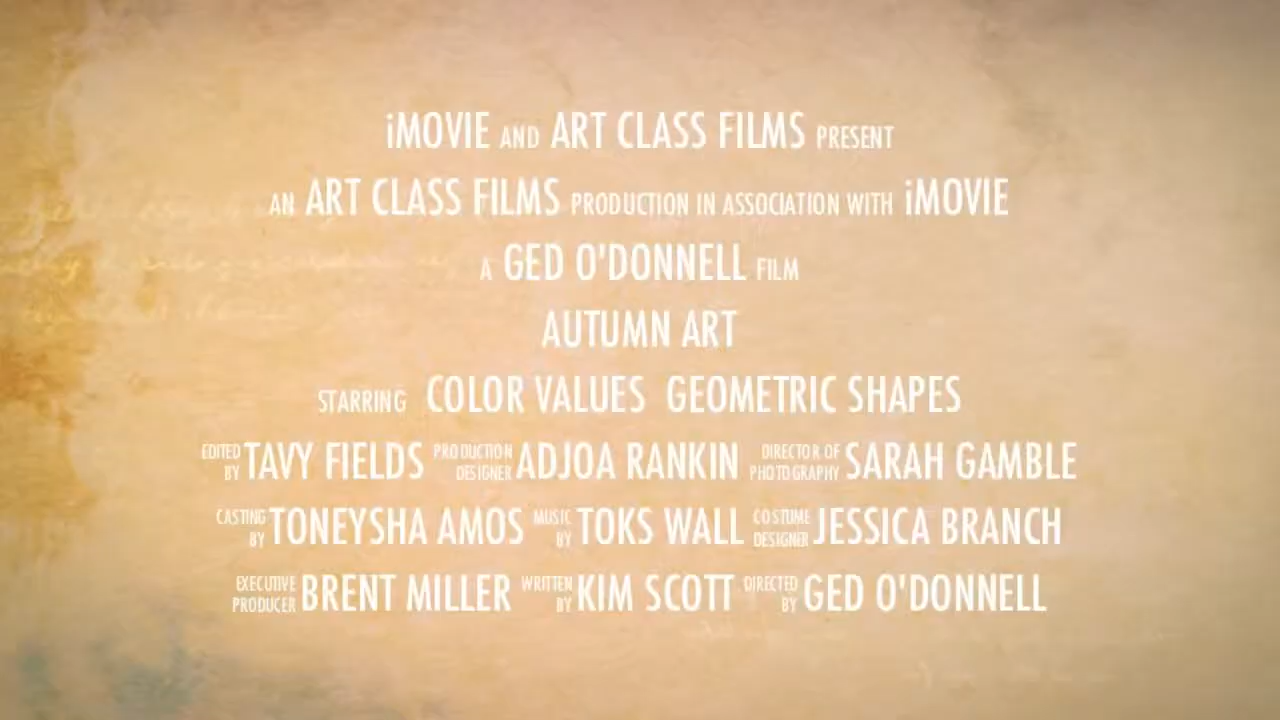 iMOVIE AND ART CLASS FILMS PRESENT
AN ART CLASS FILMS PRODUCTION IN ASSOCIATION WITH iMOVIE
A GED O'DONNELL FILM
AUTUMN ART
STARRING COLOR VALUES GEOMETRIC SHAPES
EDITED BY TAVY FIELDS PRODUCTION DESIGNER ADJOA RANKIN DIRECTOR OF PHOTOGRAPHY SARAH GAMBLE
CASTING BY TONEYSHA AMOS MUSIC BY TOKS WALL COSTUME DESIGNER JESSICA BRANCH
EXECUTIVE PRODUCER BRENT MILLER WRITTEN BY KIM SCOTT DIRECTED BY GED O'DONNELL